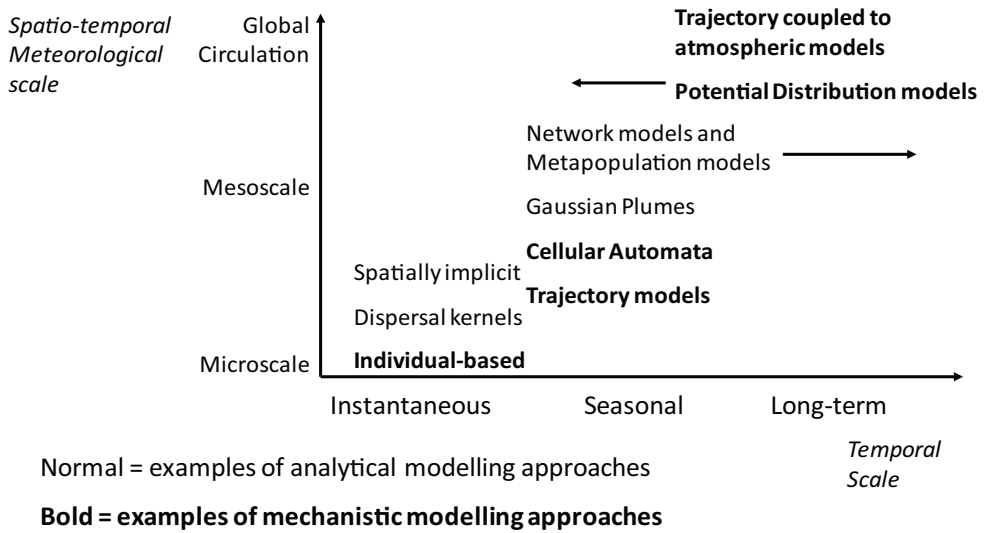 Spatio-temporal
Meteorological
scale
Global
Circulation
Mesoscale
Microscale
Trajectory coupled to
atmospheric models
Potential Distribution models
Network models and
Metapopulation models
Gaussian Plumes
Cellular Automata
Trajectory models
Spatially implicit
Dispersal kernels
Individual-based
Instantaneous
Seasonal
Long-term
Temporal
Scale
Normal = examples of analytical modelling approaches
Bold = examples of mechanistic modelling approaches